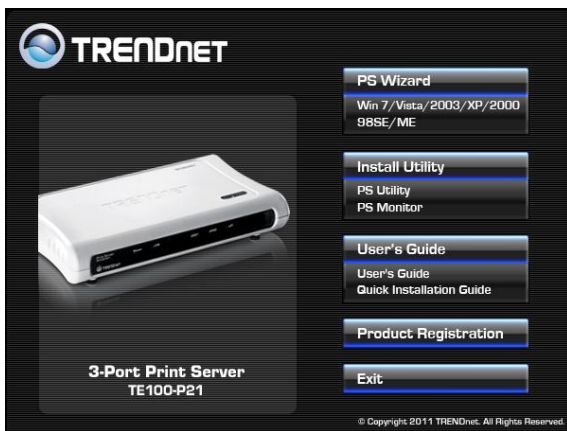 TRENDNET
PS Wizard
Win 7/Vista/2003/XP/2000
98SE/ME
Install Utility
PS Utility
PS Monitor
User's Guide
User's Guide
Quick Installation Guide
Product Registration
Exit
TRENDNET
3-Port Print Server
TE100-P21
© Copyright 2011 TRENDnet. All Rights Reserved.